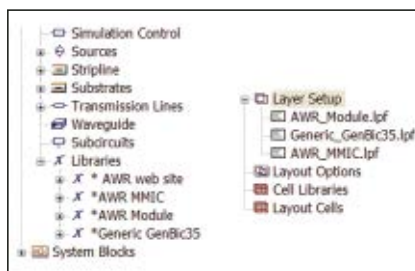 Simulation Control
Sources
Stripline
Substrates
Transmission Lines
Waveguide
Subcircuits
Libraries
* AWR web site
*AWR MMIC
*AWR Module
*Generic GenBic35
System Blocks
Layer Setup
AWR_Module.lpf
Generic_GenBic35.lpf
AWR_MMIC.lpf
Layout Options
Cell Libraries
Layout Cells